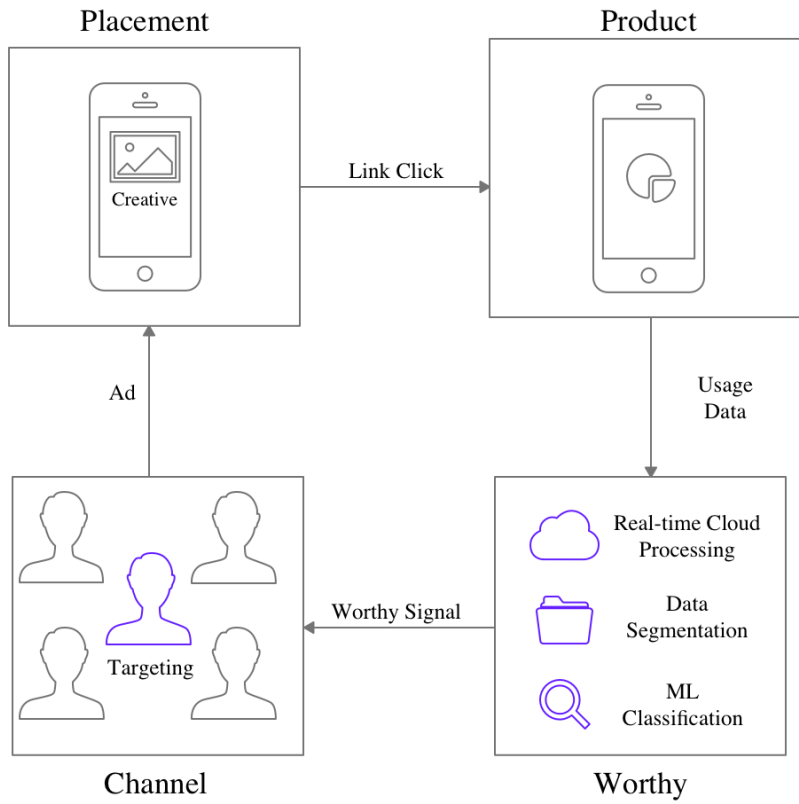 Placement
Product
Creative
Link Click
Ad
Usage
Data
Real-time Cloud
Processing
Data
Segmentation
ML
Classification
Worthy Signal
Targeting
Channel
Worthy